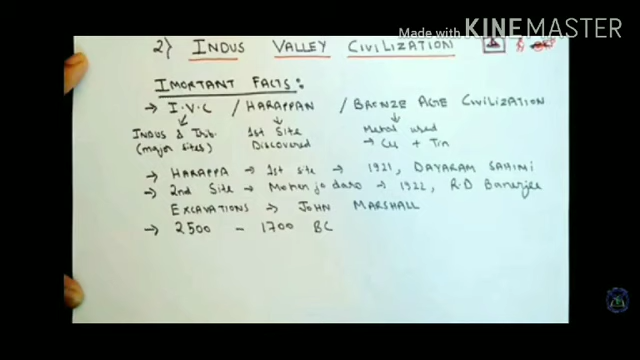 Made with KINEMASTER
2} INDUS VALLEY CIVILIZATION
IMORTANT FACTS:
→ I.V.C / HARAPPAN / BRONZE AGE CIVILIZATION
INDUS & Trib. 1st Site Metal used
(major sites) Discovered → Cu + Tin
→ HARAPPA → 1st site → 1921, DAYARAM SAHNI
→ 2nd Site → Mohenjo daro → 1922, R.D Banerjee
EXCAVATIONS → JOHN MARSHALL
→ 2500 - 1700 BC